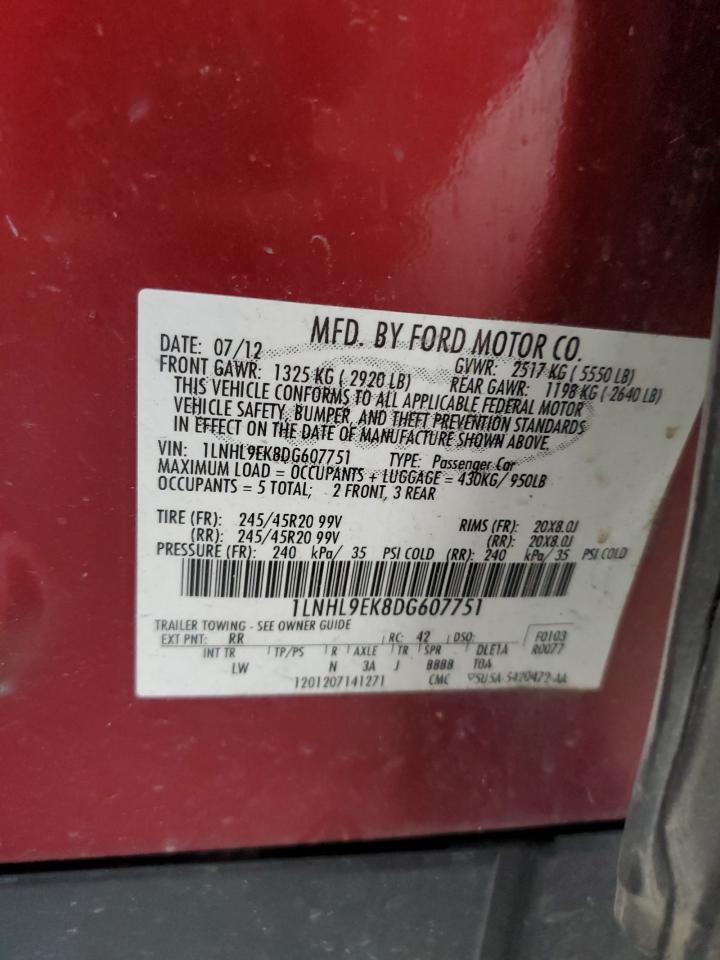 MFD. BY FORD MOTOR CO.
DATE: 07/12 GVWR: 2517 KG ( 5550 LB)
FRONT GAWR: 1325 KG ( 2920 LB) REAR GAWR: 1198 KG ( 2640 LB)
THIS VEHICLE CONFORMS TO ALL APPLICABLE FEDERAL MOTOR
VEHICLE SAFETY, BUMPER, AND THEFT PREVENTION STANDARDS
IN EFFECT ON THE DATE OF MANUFACTURE SHOWN ABOVE.
VIN: 1LNHL9EK8DG607751 TYPE: Passenger Car
MAXIMUM LOAD = OCCUPANTS + LUGGAGE = 430KG/ 950LB
OCCUPANTS = 5 TOTAL; 2 FRONT, 3 REAR
TIRE (FR): 245/45R20 99V RIMS (FR): 20X8.0J
(RR): 245/45R20 99V (RR): 20X8.0J
PRESSURE (FR): 240 kPa/ 35 PSI COLD (RR): 240 kPa/ 35 PSI COLD
1LNHL9EK8DG607751
TRAILER TOWING - SEE OWNER GUIDE
EXT PNT: RR RC: 42 DSO: F0103
INT TR TP/PS R AXLE TR SPR DLE1A R0077
LW N 3A J BBBB TOA
1201207141271 CMC